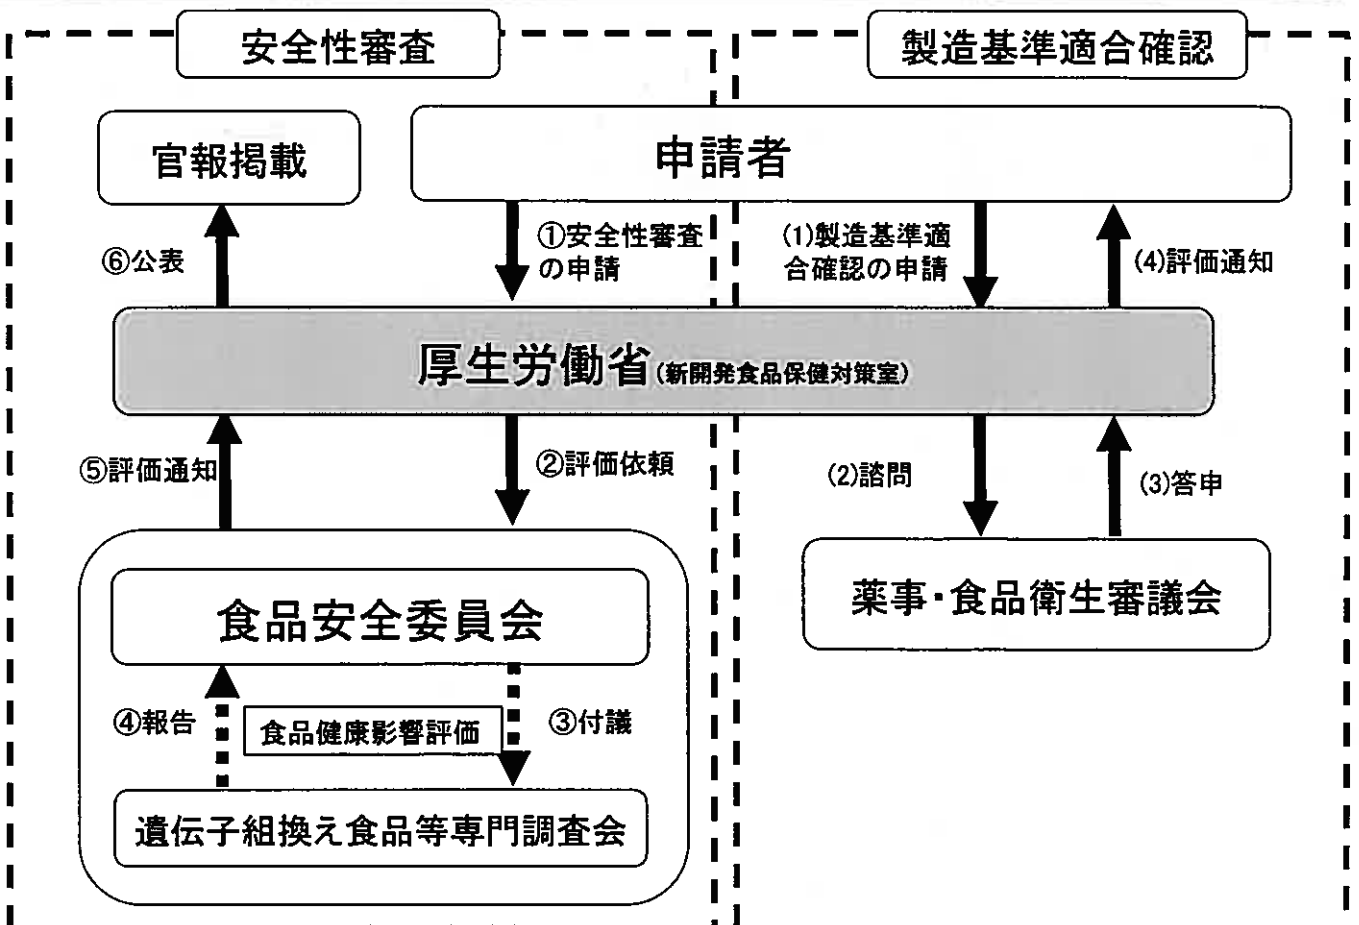 安全性審査
製造基準適合確認
官報掲載
申請者
⑥公表
①安全性審査
の申請
(1)製造基準適
合確認の申請
(4)評価通知
厚生労働省(新開発食品保健対策室)
⑤評価通知
②評価依頼
(2)諮問
(3)答申
食品安全委員会
薬事・食品衛生審議会
④報告
食品健康影響評価
③付議
遺伝子組換え食品等専門調査会